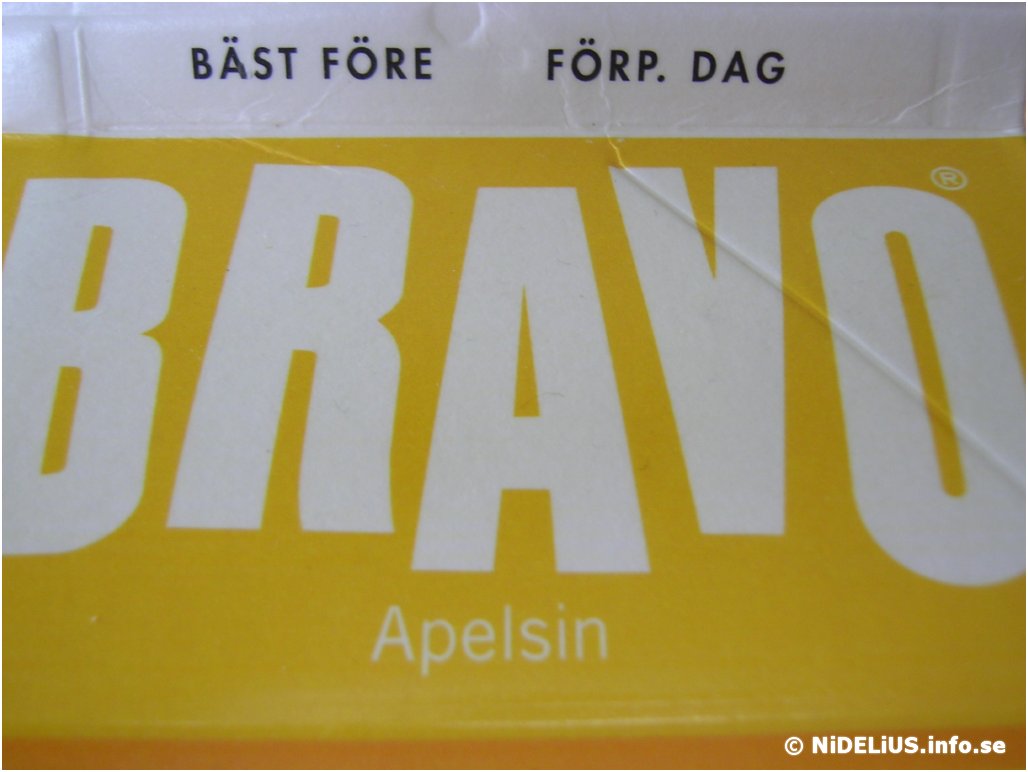 BÄST FÖRE FÖRP. DAG
BRAVO®
Apelsin
© NiDELiUS.info.se